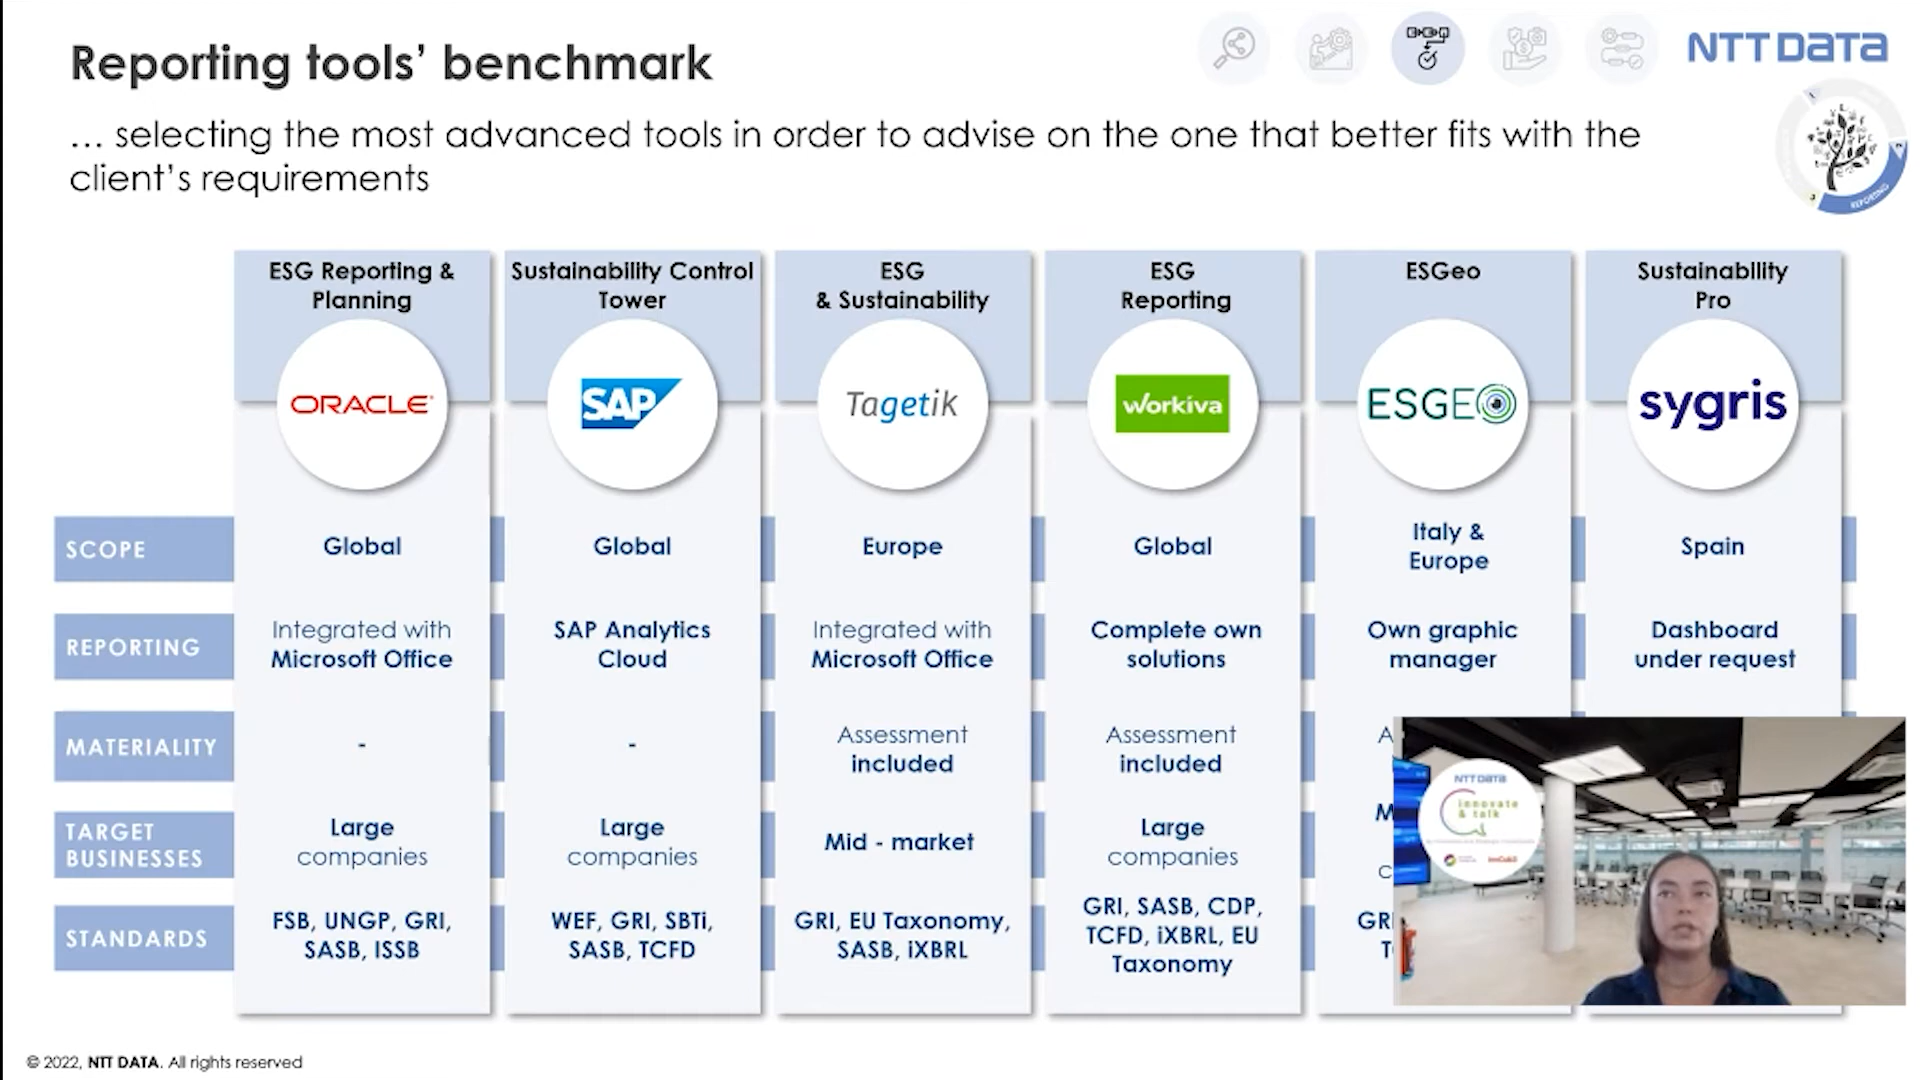 Reporting tools’ benchmark
NTT DATA
... selecting the most advanced tools in order to advise on the one that better fits with the
client’s requirements
REPORTING
ESG Reporting &
Planning
Sustainability Control
Tower
ESG
& Sustainability
ESG
Reporting
ESGeo
Sustainability
Pro
ORACLE
SAP
Tagetik
workiva
ESGEO
sygris
SCOPE
Global
Global
Europe
Global
Italy &
Europe
Spain
REPORTING
Integrated with
Microsoft Office
SAP Analytics
Cloud
Integrated with
Microsoft Office
Complete own
solutions
Own graphic
manager
Dashboard
under request
MATERIALITY
-
-
Assessment
included
Assessment
included
A
TARGET
BUSINESSES
Large
companies
Large
companies
Mid - market
Large
companies
M
c
STANDARDS
FSB, UNGP, GRI,
SASB, ISSB
WEF, GRI, SBTi,
SASB, TCFD
GRI, EU Taxonomy,
SASB, iXBRL
GRI, SASB, CDP,
TCFD, iXBRL, EU
Taxonomy
GRI
NTT DATA
innovate
& talk
© 2022, NTT DATA. All rights reserved